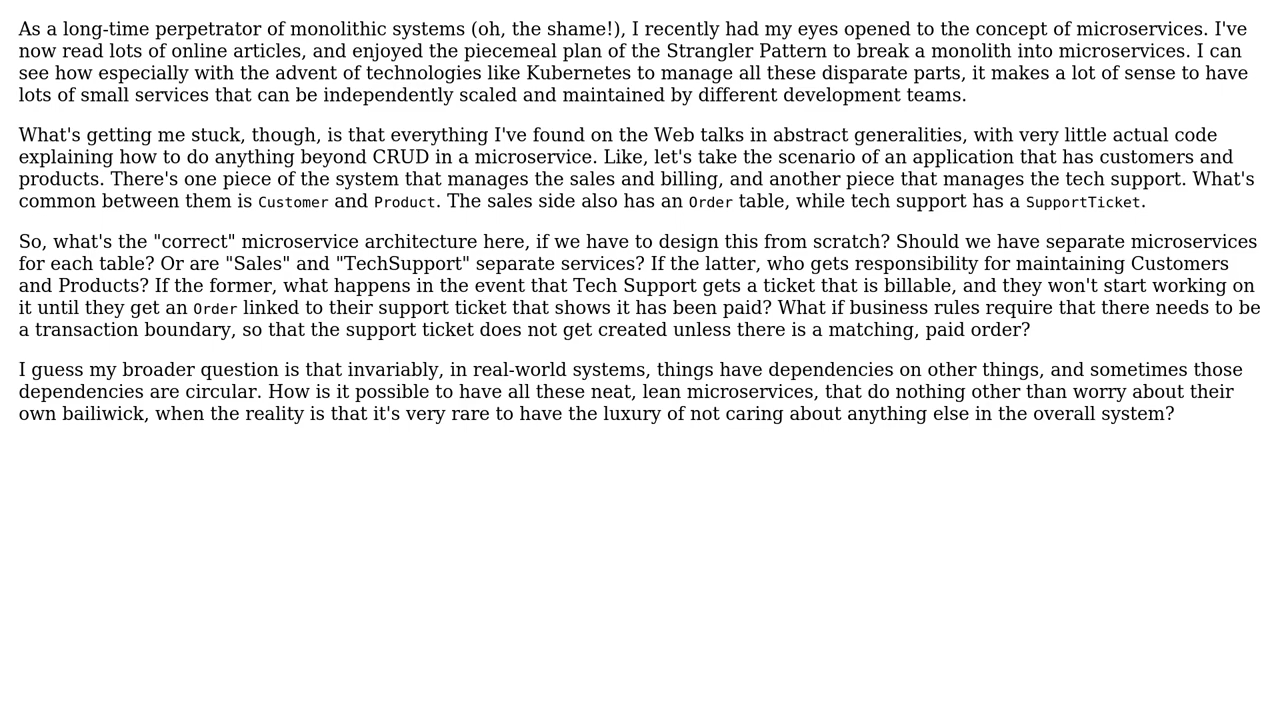 As a long-time perpetrator of monolithic systems (oh, the shame!), I recently had my eyes opened to the concept of microservices. I've
now read lots of online articles, and enjoyed the piecemeal plan of the Strangler Pattern to break a monolith into microservices. I can
see how especially with the advent of technologies like Kubernetes to manage all these disparate parts, it makes a lot of sense to have
lots of small services that can be independently scaled and maintained by different development teams.
What's getting me stuck, though, is that everything I've found on the Web talks in abstract generalities, with very little actual code
explaining how to do anything beyond CRUD in a microservice. Like, let's take the scenario of an application that has customers and
products. There's one piece of the system that manages the sales and billing, and another piece that manages the tech support. What's
common between them is Customer and Product. The sales side also has an Order table, while tech support has a SupportTicket.
So, what's the "correct" microservice architecture here, if we have to design this from scratch? Should we have separate microservices
for each table? Or are "Sales" and "TechSupport" separate services? If the latter, who gets responsibility for maintaining Customers
and Products? If the former, what happens in the event that Tech Support gets a ticket that is billable, and they won't start working on
it until they get an Order linked to their support ticket that shows it has been paid? What if business rules require that there needs to be
a transaction boundary, so that the support ticket does not get created unless there is a matching, paid order?
I guess my broader question is that invariably, in real-world systems, things have dependencies on other things, and sometimes those
dependencies are circular. How is it possible to have all these neat, lean microservices, that do nothing other than worry about their
own bailiwick, when the reality is that it's very rare to have the luxury of not caring about anything else in the overall system?